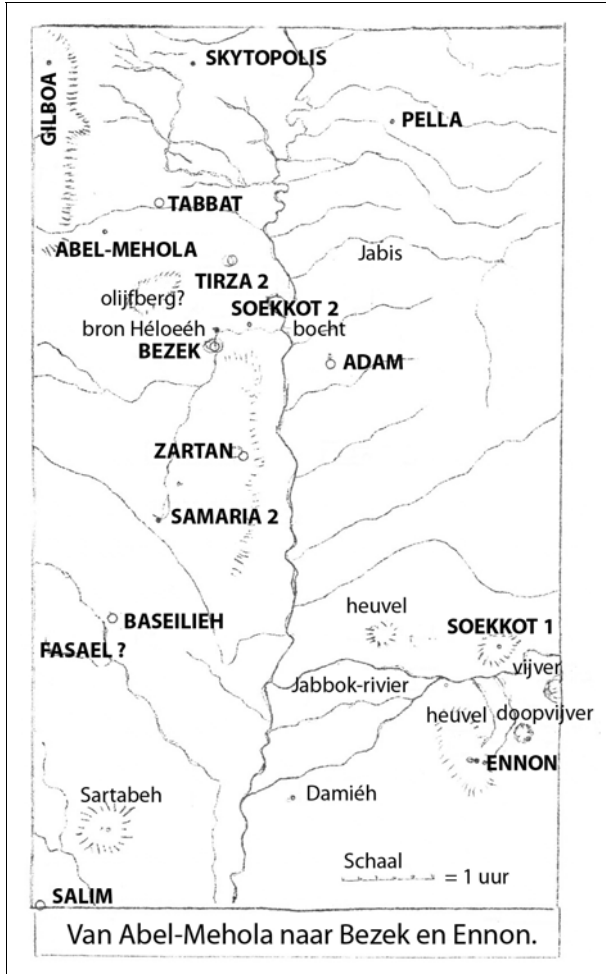 SKYTOPOLIS
GILBOA
PELLA
TABBAT
ABEL-MEHOLA
Jabis
TIRZA 2
olijfberg?
SOEKKOT 2
bron Héloeéh
bocht
BEZEK
ADAM
ZARTAN
SAMARIA 2
heuvel
BASEILIEH
SOEKKOT 1
FASAEL ?
vijver
Jabbok-rivier
heuvel
doopvijver
ENNON
Sartabeh
Damiéh
Schaal
= 1 uur
SALIM
Van Abel-Mehola naar Bezek en Ennon.